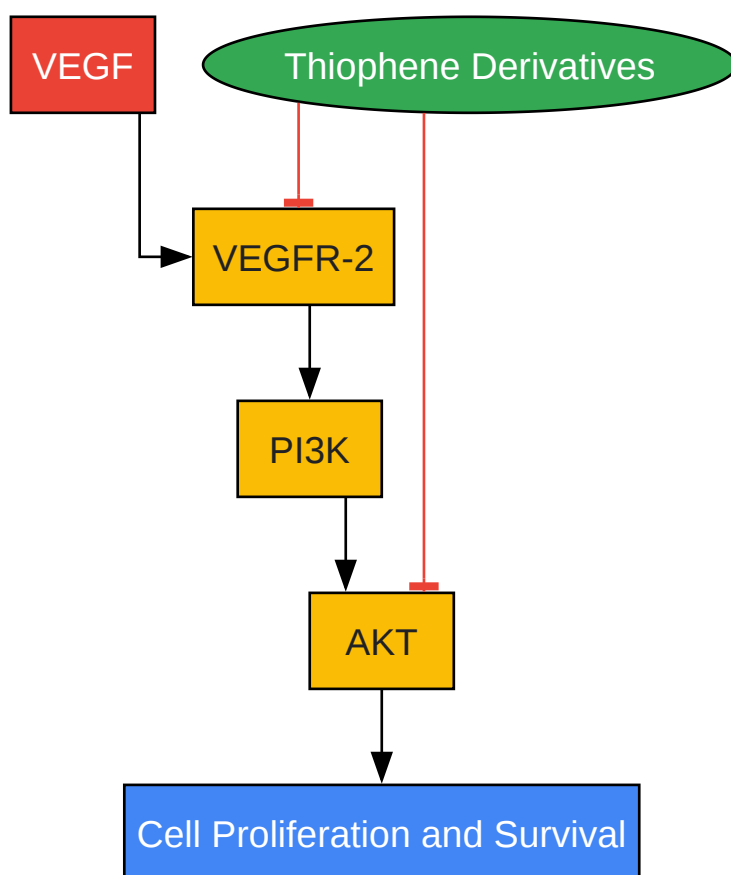 VEGF
Thiophene Derivatives
VEGFR-2
PI3K
AKT
Cell Proliferation and Survival